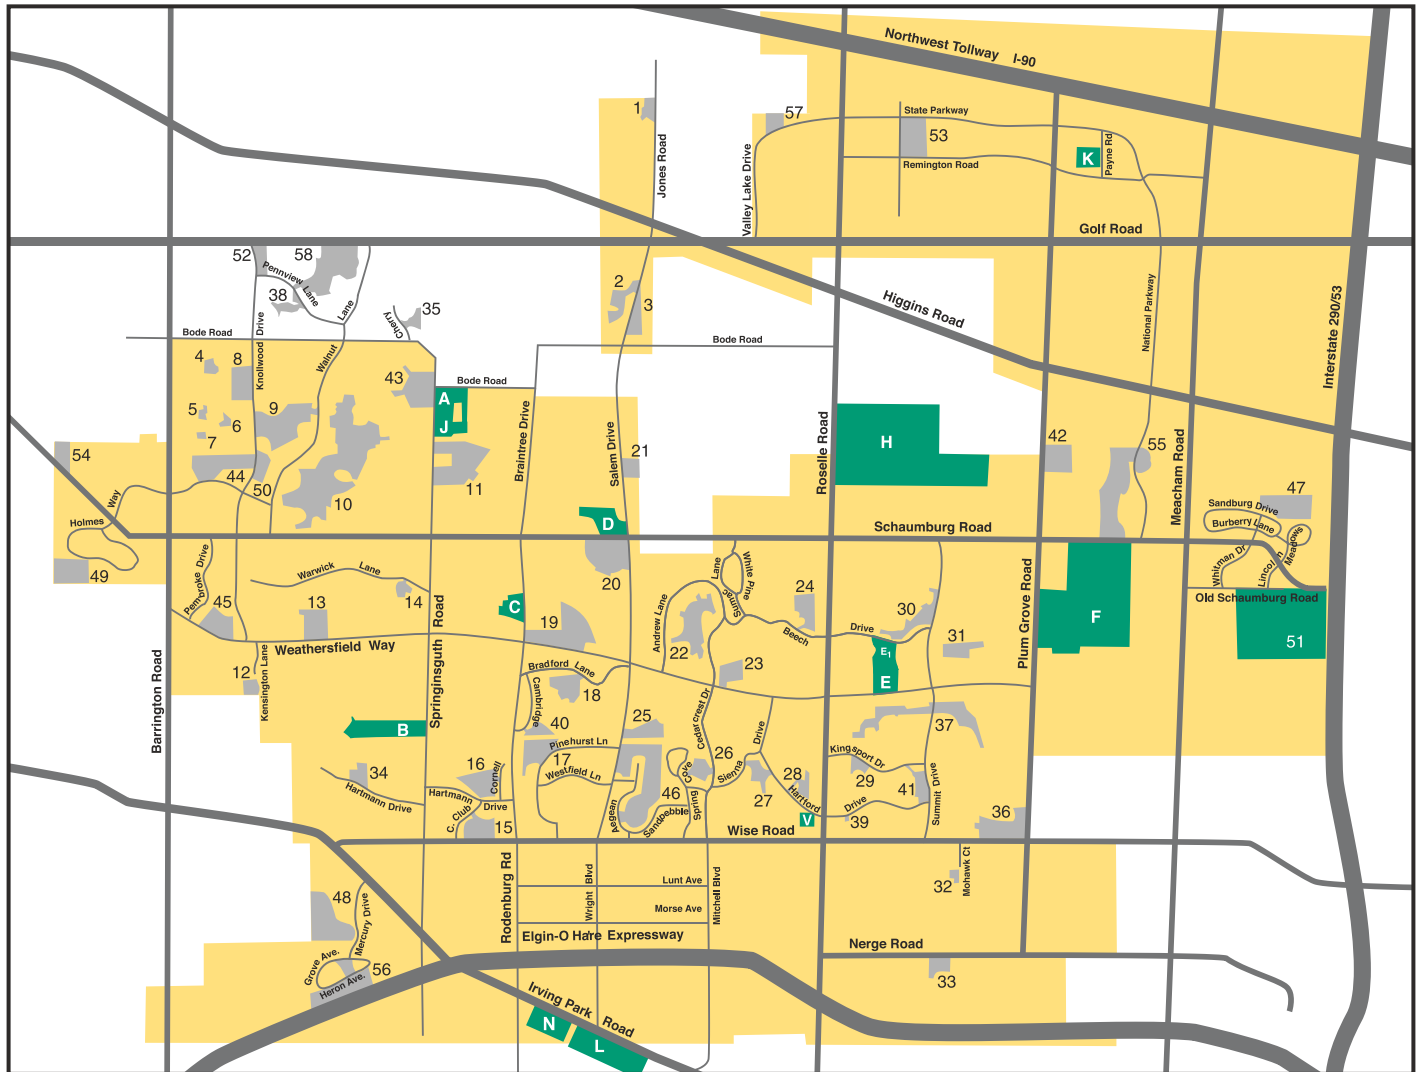 Northwest Tollway I-90
1
57
State Parkway
53
K
Payne Rd
Remington Road
Jones Road
Valley Lake Drive
Golf Road
52
58
Pennview Lane
38
Lane
2
3
35
Cherry
Higgins Road
National Parkway
Interstate 290/53
Bode Road
Knollwood Drive
Walnut
Bode Road
4
8
43
Bode Road
A
J
5
6
9
7
Braintree Drive
Salem Drive
Roselle Road
H
42
55
Meacham Road
54
44
50
10
11
21
47
Way
Holmes
D
Schaumburg Road
Sandburg Drive
Burberry Lane
Meadows
Whitman Dr
Lincoln
49
Pembroke Drive
Warwick Lane
14
20
Lane
White Pine
Sumac
24
30
Old Schaumburg Road
45
13
Road
C
19
Andrew Lane
Beech Drive
31
Plum Grove Road
F
51
Weathersfield Way
22
E1
E
12
Kensington Lane
Bradford Lane
18
23
Barrington Road
Springinsguth
Cambridge
B
40
25
Cedarcrest Dr
Drive
37
Pinehurst Ln
17
Westfield Ln
26
Kingsport Dr
34
Hartmann Drive
16
Cornell
Hartmann Drive
C. Club
15
Aegean
46
Sandpebble
Cove
Spring
Sienna
27
28
Hartford Drive
V
29
41
39
Summit Drive
36
Wise Road
Rodenburg Rd
Wright Blvd
Lunt Ave
Mitchell Blvd
Morse Ave
32
Mohawk Ct
48
Mercury Drive
Elgin-O Hare Expressway
Nerge Road
Grove Ave.
Heron Ave.
56
33
Irving Park Road
N
L